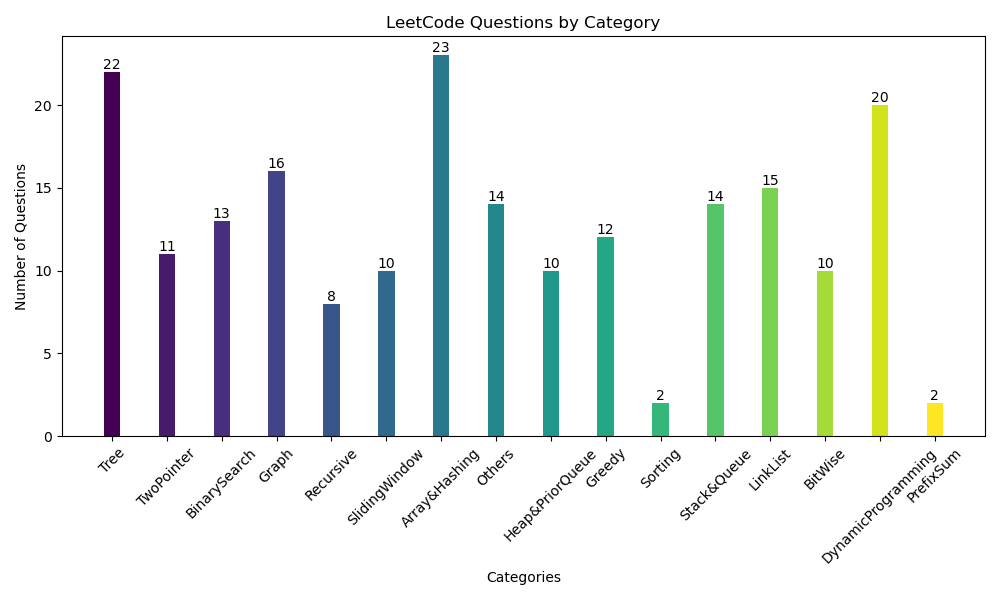 LeetCode Questions by Category
Number of Questions
20
15
10
5
0
22
11
13
16
8
10
23
14
10
12
2
14
15
10
20
2
Tree
TwoPointer
BinarySearch
Graph
Recursive
SlidingWindow
Array&Hashing
Others
Heap&PriorQueue
Greedy
Sorting
Stack&Queue
LinkList
BitWise
DynamicProgramming
PrefixSum
Categories